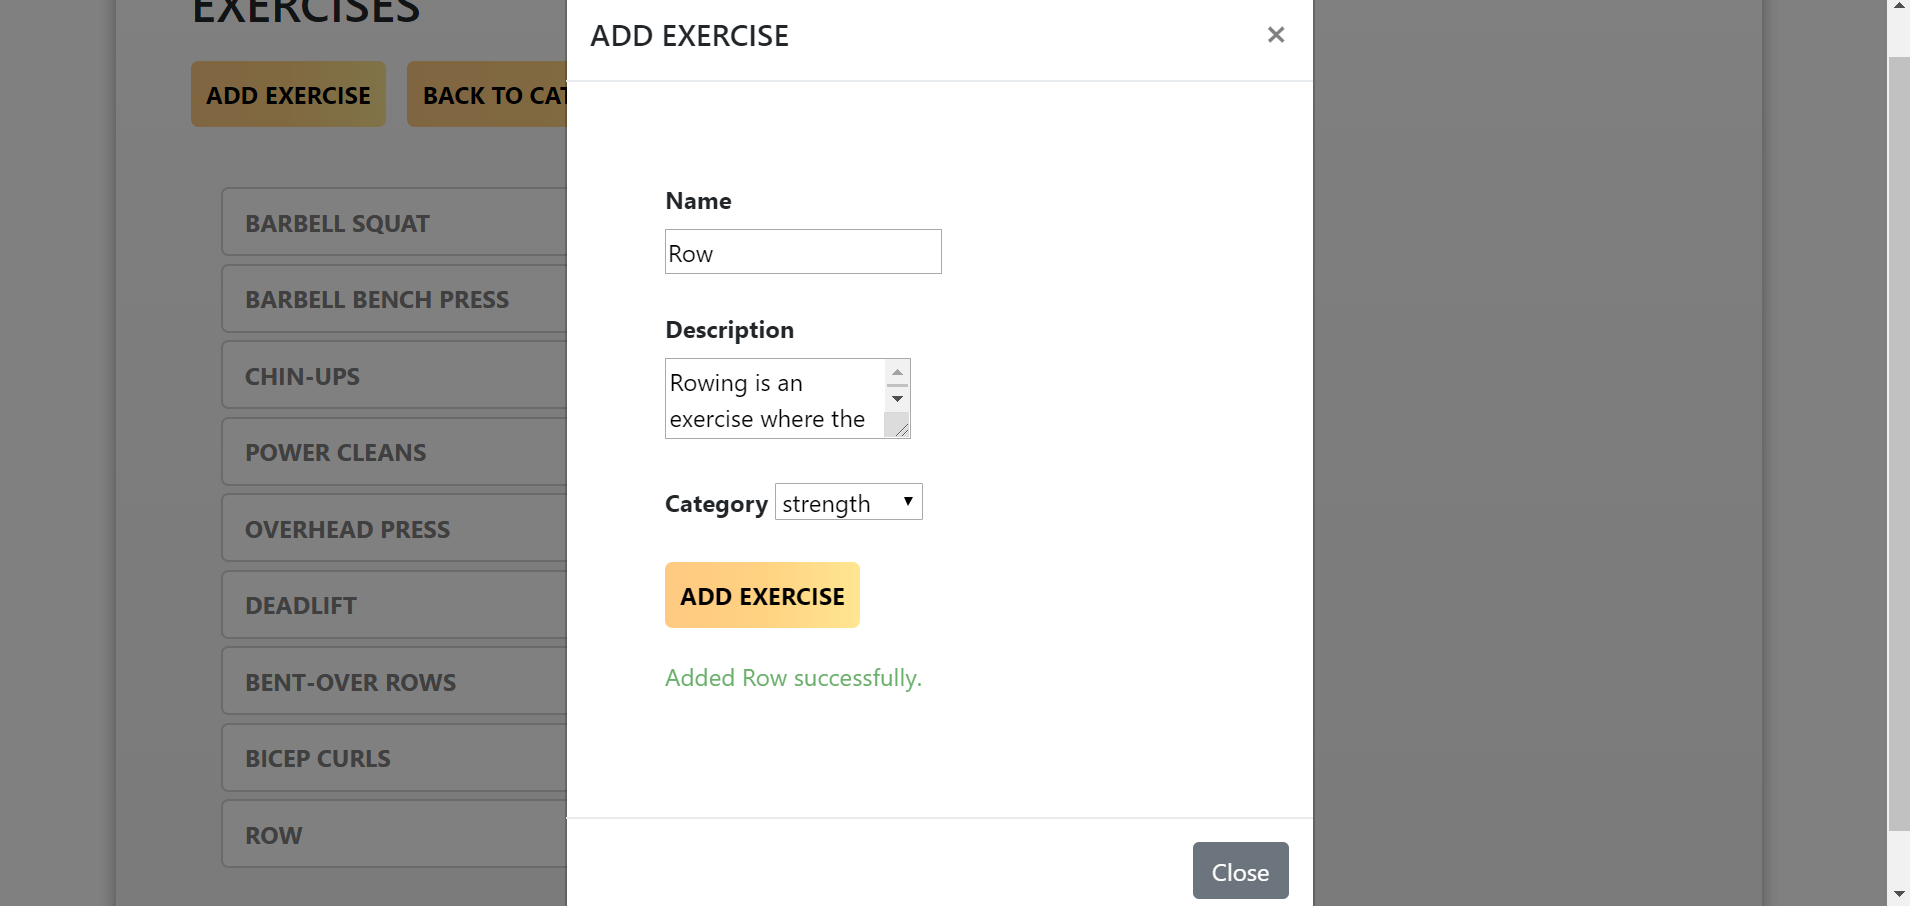 EXERCISES
ADD EXERCISE
BACK TO CAT
BARBELL SQUAT
BARBELL BENCH PRESS
CHIN-UPS
POWER CLEANS
OVERHEAD PRESS
DEADLIFT
BENT-OVER ROWS
BICEP CURLS
ROW
ADD EXERCISE
×
Name
Row
Description
Rowing is an
exercise where the
Category strength
ADD EXERCISE
Added Row successfully.
Close